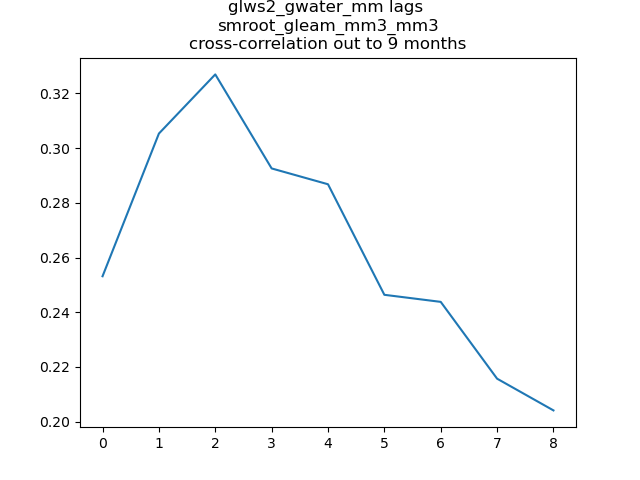 glws2_gwater_mm lags
smroot_gleam_mm3_mm3
cross-correlation out to 9 months
0.32
0.30
0.28
0.26
0.24
0.22
0.20
0 1 2 3 4 5 6 7 8